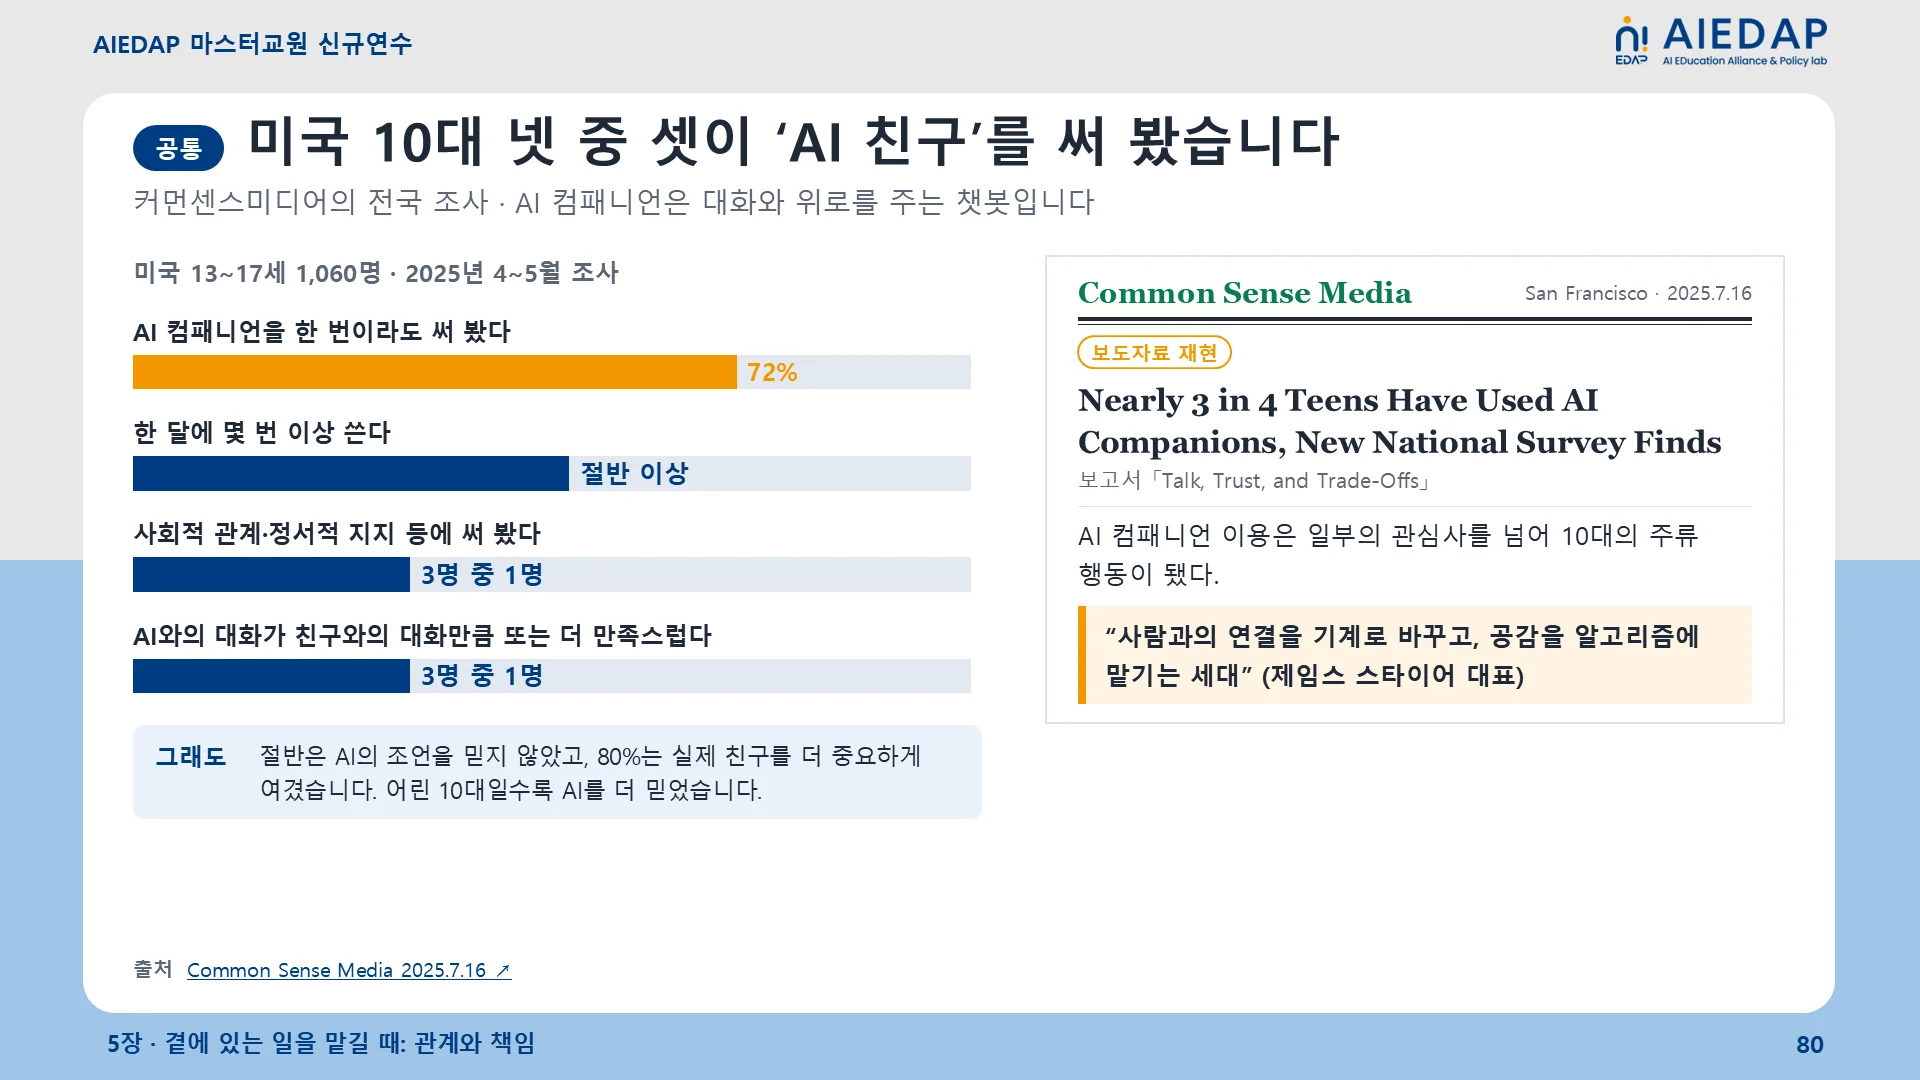 AIEDAP 마스터교원 신규연수
AIEDAP
EDAP
AI EDucation Alliance & Policy lab
공통
미국 10대 넷 중 셋이 ‘AI 친구’를 써 봤습니다
커먼센스미디어의 전국 조사 · AI 컴패니언은 대화와 위로를 주는 챗봇입니다
미국 13~17세 1,060명 · 2025년 4~5월 조사
AI 컴패니언을 한 번이라도 써 봤다
72%
한 달에 몇 번 이상 쓴다
절반 이상
사회적 관계·정서적 지지 등에 써 봤다
3명 중 1명
AI와의 대화가 친구와의 대화만큼 또는 더 만족스럽다
3명 중 1명
그래도
절반은 AI의 조언을 믿지 않았고, 80%는 실제 친구를 더 중요하게
여겼습니다. 어린 10대일수록 AI를 더 믿었습니다.
Common Sense Media
San Francisco · 2025.7.16
보도자료 재현
Nearly 3 in 4 Teens Have Used AI
Companions, New National Survey Finds
보고서「Talk, Trust, and Trade-Offs」
AI 컴패니언 이용은 일부의 관심사를 넘어 10대의 주류
행동이 됐다.
“사람과의 연결을 기계로 바꾸고, 공감을 알고리즘에
맡기는 세대” (제임스 스타이어 대표)
출처 Common Sense Media 2025.7.16 ↗
5장 · 곁에 있는 일을 맡길 때: 관계와 책임
80